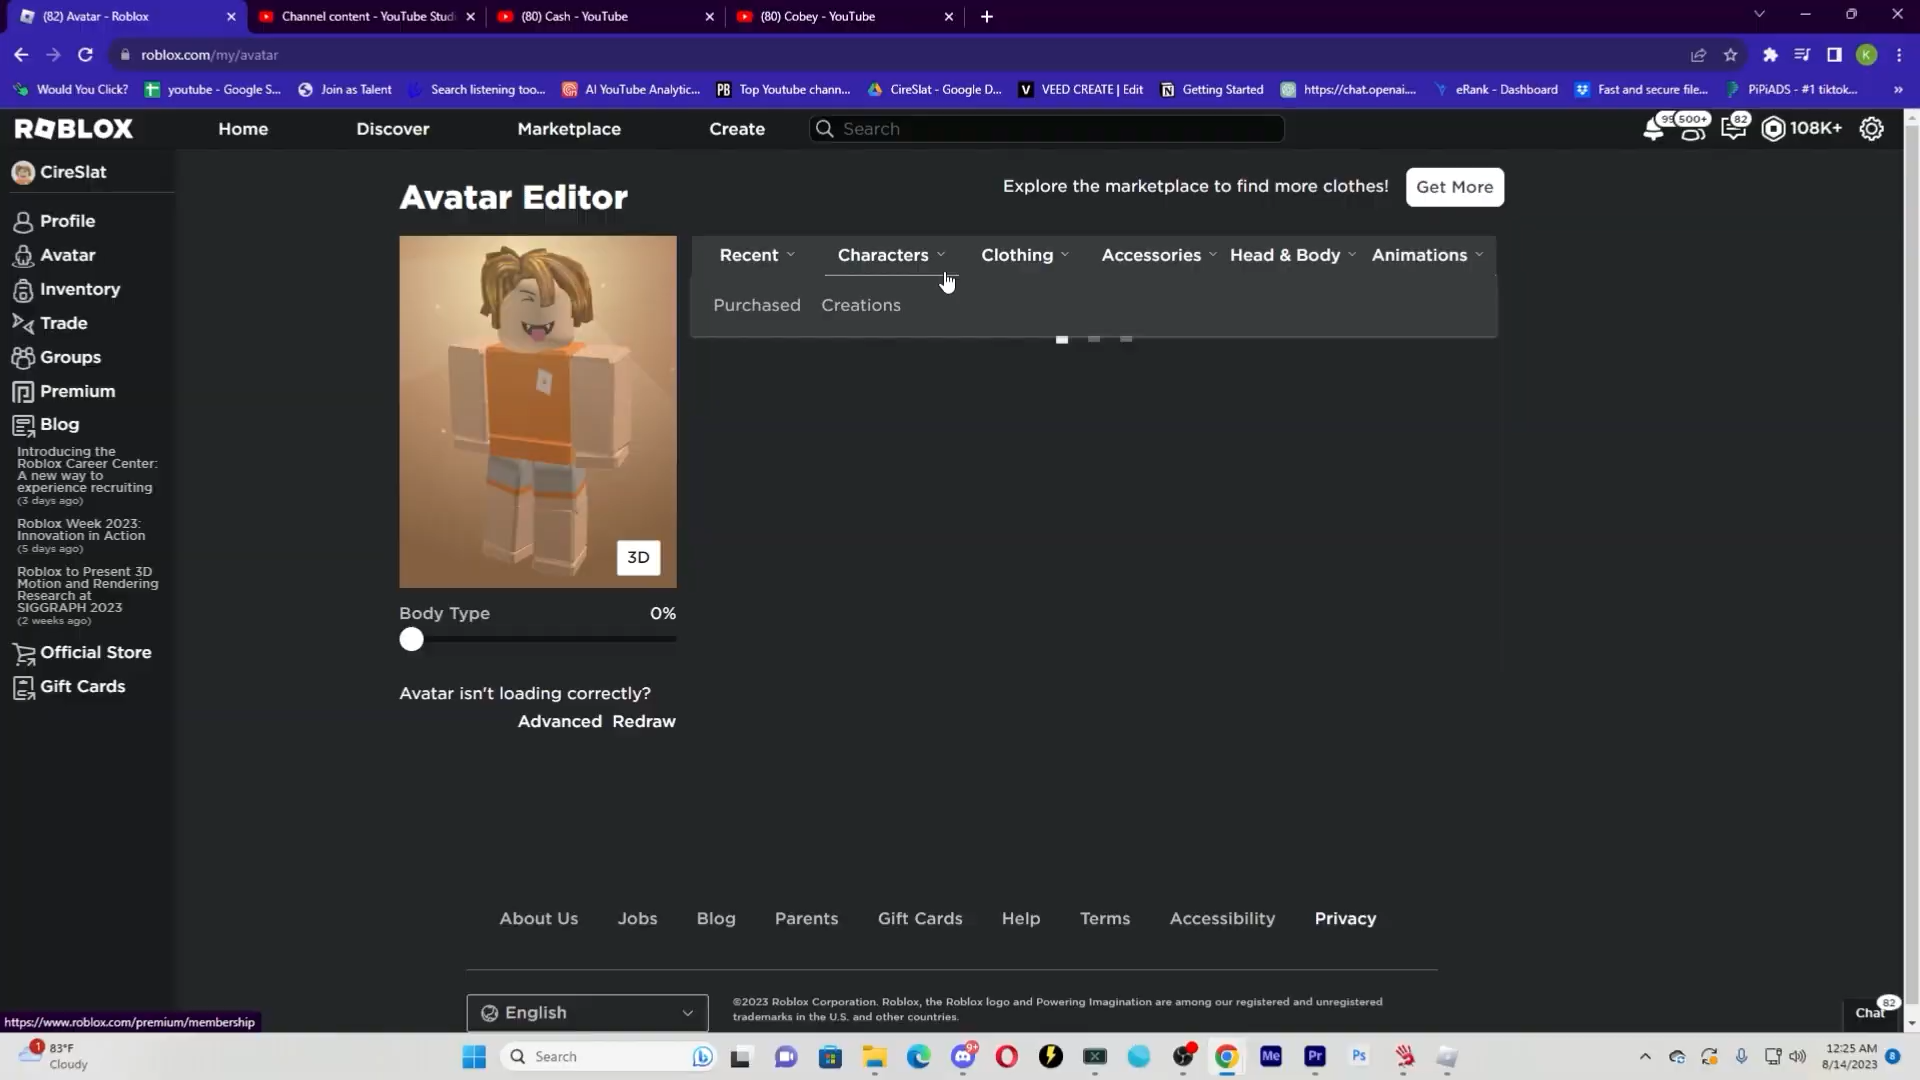 (82) Avatar - Roblox
Channel content - YouTube Studi
(80) Cash - YouTube
(80) Cobey - YouTube
roblox.com/my/avatar
K
Would You Click?
youtube - Google S...
Join as Talent
Search listening too...
AI YouTube Analytic...
PB Top Youtube chann...
CireSlat - Google D...
V VEED CREATE | Edit
Getting Started
https://chat.openai....
eRank - Dashboard
Fast and secure file...
PiPiADS - #1 tiktok...
ROBLOX
Home
Discover
Marketplace
Create
Search
500+
82
108K+
CireSlat
Profile
Avatar
Inventory
Trade
Groups
Premium
Blog
Introducing the
Roblox Career Center:
A new way to
experience recruiting
(3 days ago)
Roblox Week 2023:
Innovation in Action
(5 days ago)
Roblox to Present 3D
Motion and Rendering
Research at
SIGGRAPH 2023
(2 weeks ago)
Official Store
Gift Cards
Avatar Editor
Explore the marketplace to find more clothes!
Get More
Recent
Characters
Clothing
Accessories
Head & Body
Animations
Purchased
Creations
3D
Body Type
0%
Avatar isn't loading correctly?
Advanced Redraw
About Us
Jobs
Blog
Parents
Gift Cards
Help
Terms
Accessibility
Privacy
English
©2023 Roblox Corporation. Roblox, the Roblox logo and Powering Imagination are among our registered and unregistered
trademarks in the U.S. and other countries.
Chat
82
https://www.roblox.com/premium/membership
1
83°F
Cloudy
Search
9+
Me
Pr
Ps
12:25 AM
8/14/2023
8